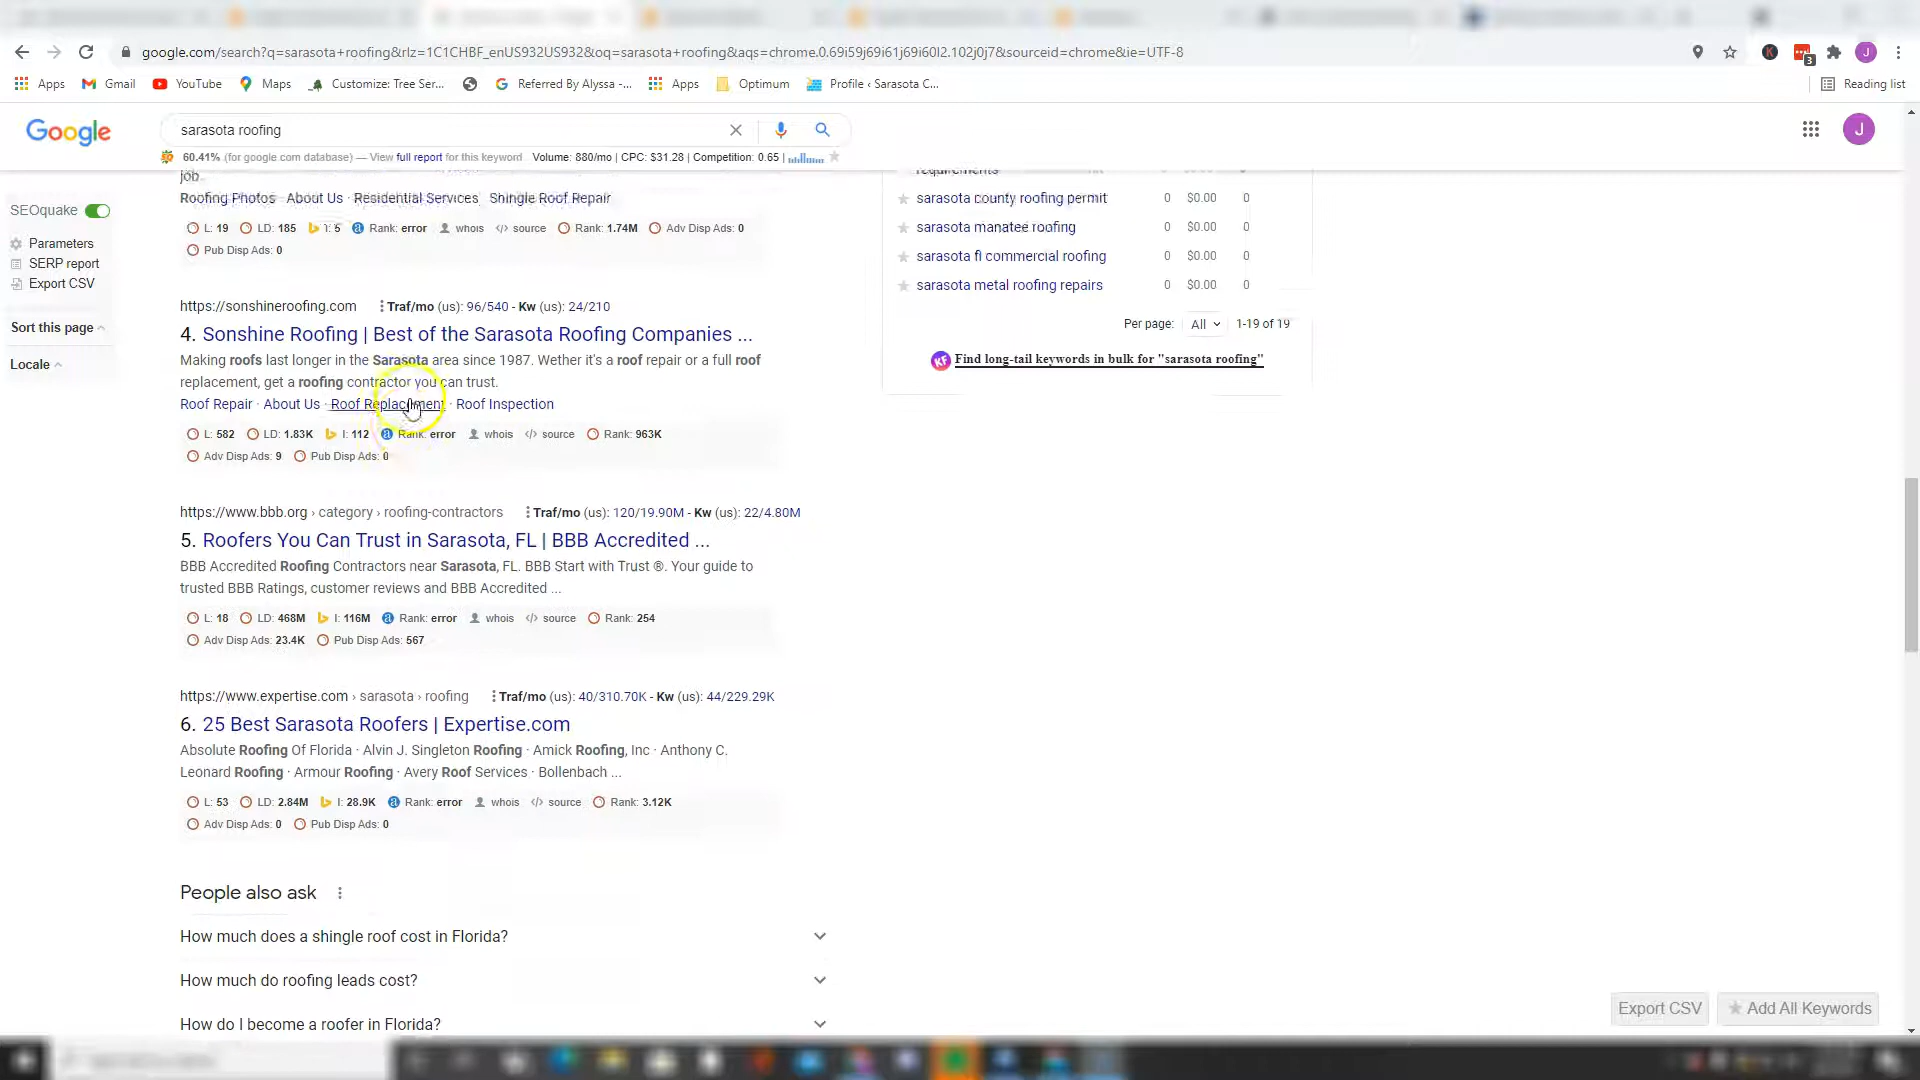 google.com/search?q=sarasota+roofing&rlz=1C1CHBF_enUS932US932&oq=sarasota+roofing&aqs=chrome.0.69i59j69i61j69i60l2.102j0j7&sourceid=chrome&ie=UTF-8
K 3 J
Apps Gmail YouTube Maps Customize: Tree Ser... Referred By Alyssa -... Apps Optimum Profile ‹ Sarasota C... Reading list
Google
sarasota roofing
J
60.41% (for google com database) — View full report for this keyword Volume: 880/mo | CPC: $31.28 | Competition: 0.65 |
SEOquake
Parameters
SERP report
Export CSV
Sort this page
Locale
job.
Roofing Photos · About Us · Residential Services · Shingle Roof Repair
L: 19 LD: 185 I: 5 Rank: error whois source Rank: 1.74M Adv Disp Ads: 0
Pub Disp Ads: 0
https://sonshineroofing.com Traf/mo (us): 96/540 - Kw (us): 24/210
4. Sonshine Roofing | Best of the Sarasota Roofing Companies ...
Making roofs last longer in the Sarasota area since 1987. Wether it's a roof repair or a full roof
replacement, get a roofing contractor you can trust.
Roof Repair · About Us · Roof Replacement · Roof Inspection
L: 582 LD: 1.83K I: 112 Rank: error whois source Rank: 963K
Adv Disp Ads: 9 Pub Disp Ads: 0
https://www.bbb.org › category › roofing-contractors Traf/mo (us): 120/19.90M - Kw (us): 22/4.80M
5. Roofers You Can Trust in Sarasota, FL | BBB Accredited ...
BBB Accredited Roofing Contractors near Sarasota, FL. BBB Start with Trust ®. Your guide to
trusted BBB Ratings, customer reviews and BBB Accredited ...
L: 18 LD: 468M I: 116M Rank: error whois source Rank: 254
Adv Disp Ads: 23.4K Pub Disp Ads: 567
https://www.expertise.com › sarasota › roofing Traf/mo (us): 40/310.70K - Kw (us): 44/229.29K
6. 25 Best Sarasota Roofers | Expertise.com
Absolute Roofing Of Florida · Alvin J. Singleton Roofing · Amick Roofing, Inc · Anthony C.
Leonard Roofing · Armour Roofing · Avery Roof Services · Bollenbach ...
L: 53 LD: 2.84M I: 28.9K Rank: error whois source Rank: 3.12K
Adv Disp Ads: 0 Pub Disp Ads: 0
People also ask
How much does a shingle roof cost in Florida?
How much do roofing leads cost?
How do I become a roofer in Florida?
requirements
sarasota county roofing permit 0 $0.00 0
sarasota manatee roofing 0 $0.00 0
sarasota fl commercial roofing 0 $0.00 0
sarasota metal roofing repairs 0 $0.00 0
Per page: All 1-19 of 19
KF Find long-tail keywords in bulk for "sarasota roofing"
Export CSV Add All Keywords